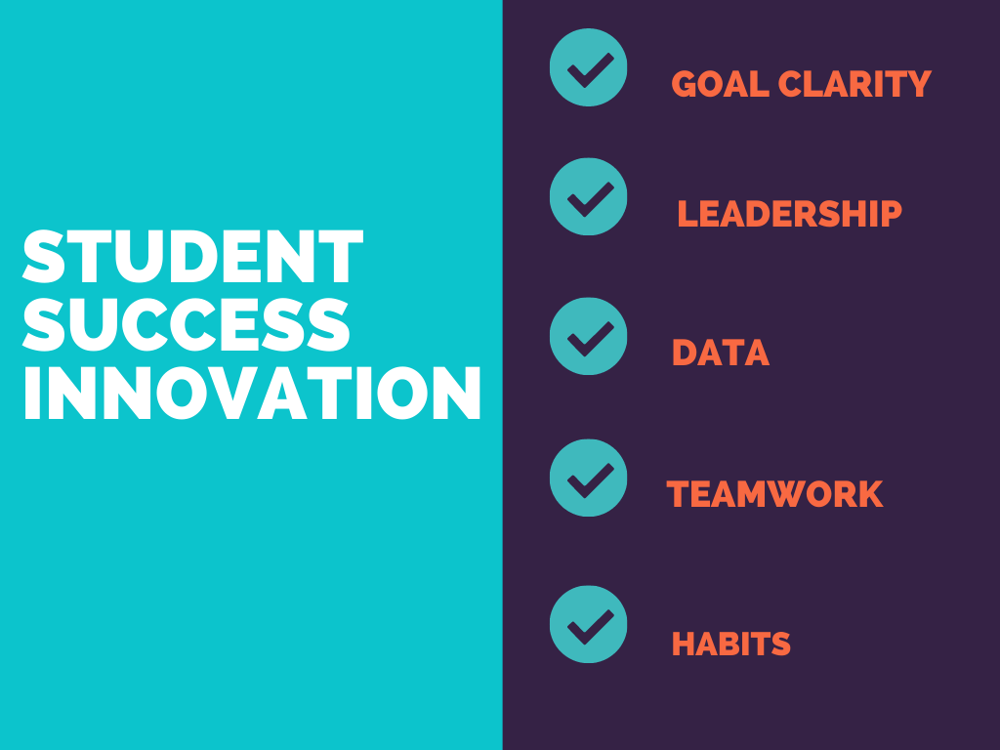 STUDENT
SUCCESS
INNOVATION
GOAL CLARITY
LEADERSHIP
DATA
TEAMWORK
HABITS